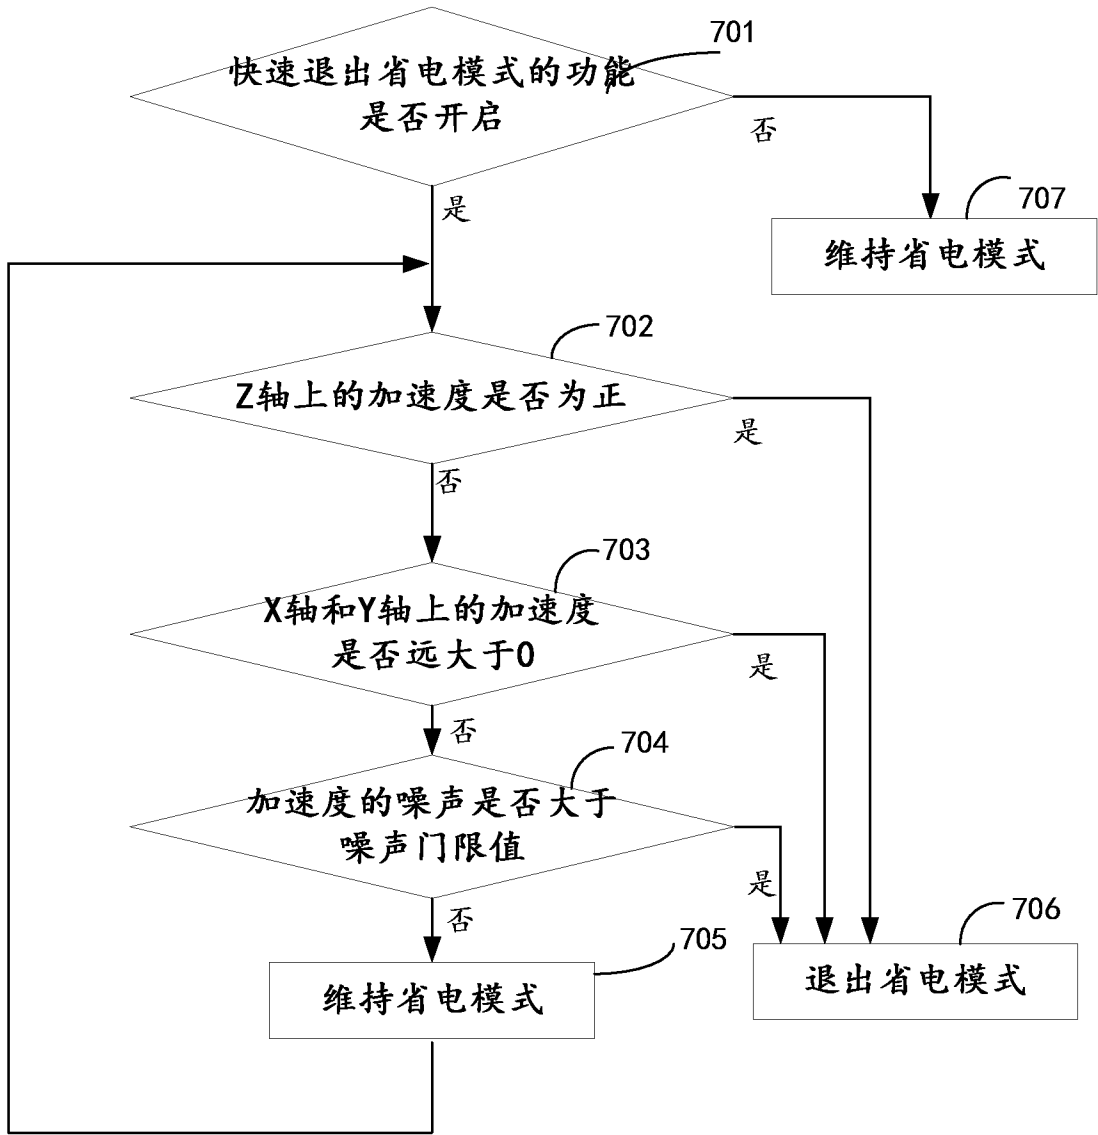 701
快速退出省电模式的功能
是否开启
否
是
707
维持省电模式
702
Z轴上的加速度是否为正
是
否
703
X轴和Y轴上的加速度
是否远大于0
是
否
704
加速度的噪声是否大于
噪声门限值
是
否
705
706
维持省电模式
退出省电模式